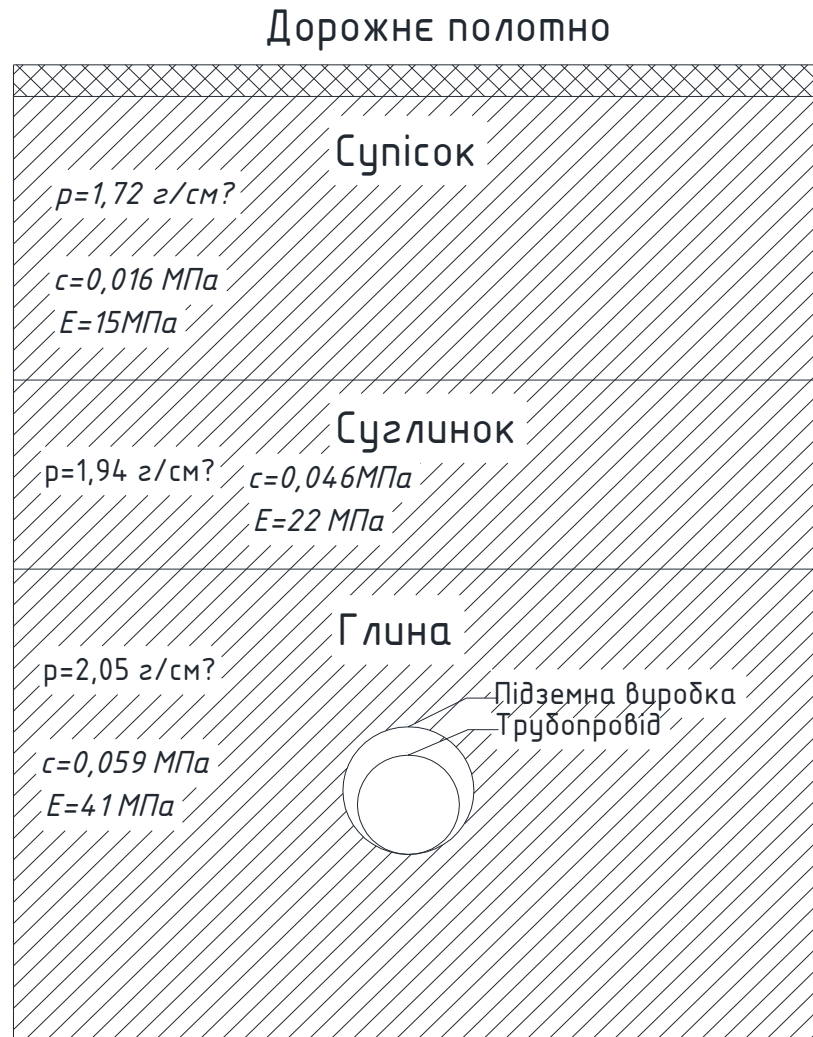 Дорожнє полотно
Супісок
p=1,72 г/см?
c=0,016 МПа
E=15МПа
Суглинок
p=1,94 г/см?
c=0,046МПа
E=22 МПа
Глина
p=2,05 г/см?
Підземна виробка
Трубопровід
c=0,059 МПа
E=41 МПа